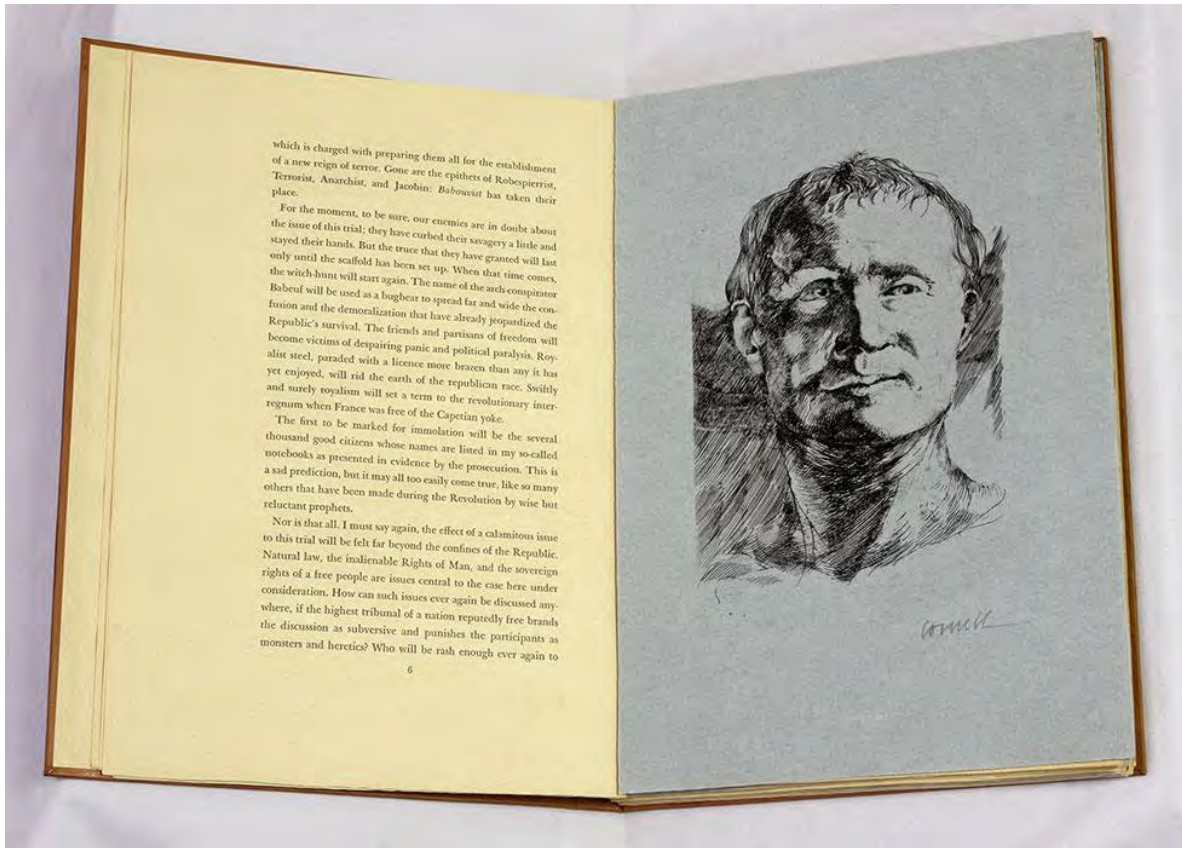 which is charged with preparing them all for the establishment
of a new reign of terror. Gone are the epithets of Robespierrist,
Terrorist, Anarchist, and Jacobin: Babouvist has taken their
place.
For the moment, to be sure, our enemies are in doubt about
the issue of this trial; they have curbed their savagery a little and
stayed their hands. But the truce that they have granted will last
only until the scaffold has been set up. When that time comes,
the witch-hunt will start again. The name of the arch-conspirator
Babeuf will be used as a bugbear to spread far and wide the con-
fusion and the demoralization that have already jeopardized the
Republic's survival. The friends and partisans of freedom will
become victims of despairing panic and political paralysis. Roy-
alist steel, paraded with a licence more brazen than any it has
yet enjoyed, will rid the earth of the republican race. Swiftly
and surely royalism will set a term to the revolutionary inter-
regnum when France was free of the Capetian yoke.
The first to be marked for immolation will be the several
thousand good citizens whose names are listed in my so-called
notebooks as presented in evidence by the prosecution. This is
a sad prediction, but it may all too easily come true, like so many
others that have been made during the Revolution by wise but
reluctant prophets.
Nor is that all. I must say again, the effect of a calamitous issue
to this trial will be felt far beyond the confines of the Republic.
Natural law, the inalienable Rights of Man, and the sovereign
rights of a free people are issues central to the case here under
consideration. How can such issues ever again be discussed any-
where, if the highest tribunal of a nation reputedly free brands
the discussion as subversive and punishes the participants as
monsters and heretics? Who will be rash enough ever again to
6
Cornell